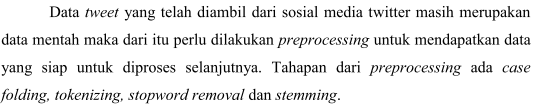 Data tweet yang telah diambil dari sosial media twitter masih merupakan
data mentah maka dari itu perlu dilakukan preprocessing untuk mendapatkan data
yang siap untuk diproses selanjutnya. Tahapan dari preprocessing ada case
folding, tokenizing, stopword removal dan stemming.